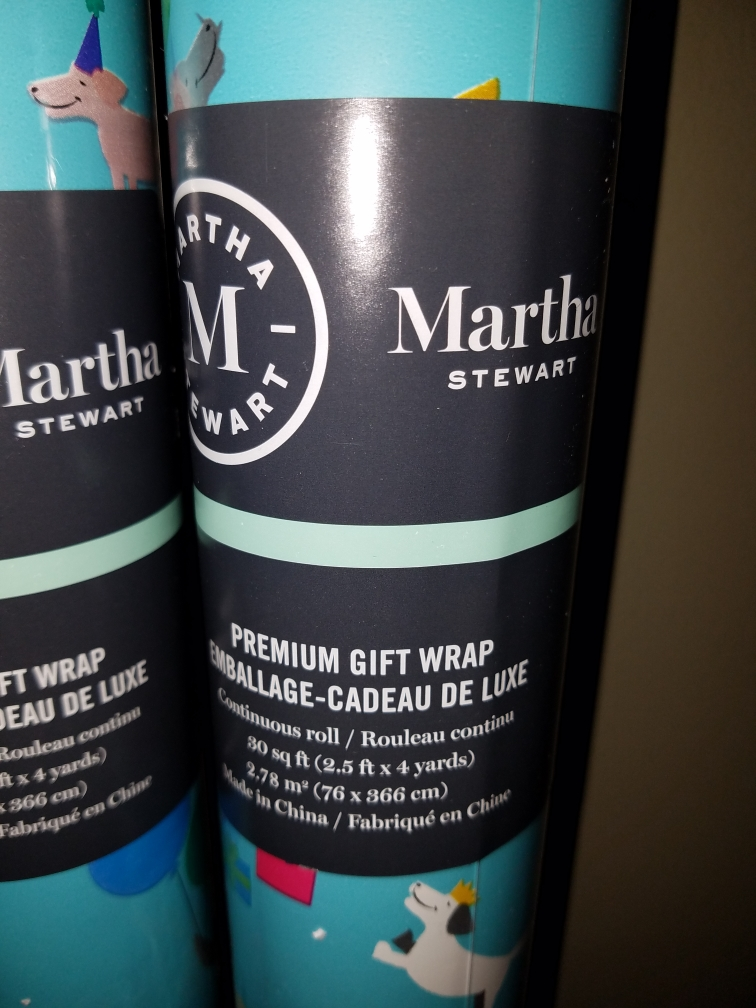 MARTHA
M
STEWART
Martha
STEWART
PREMIUM GIFT WRAP
EMBALLAGE-CADEAU DE LUXE
Continuous roll / Rouleau continu
30 sq ft (2.5 ft x 4 yards)
2.78 m² (76 x 366 cm)
Made in China / Fabriqué en Chine
Martha
STEWART
FT WRAP
DEAU DE LUXE
Rouleau continu
ft x 4 yards)
x 366 cm)
Fabriqué en Chine